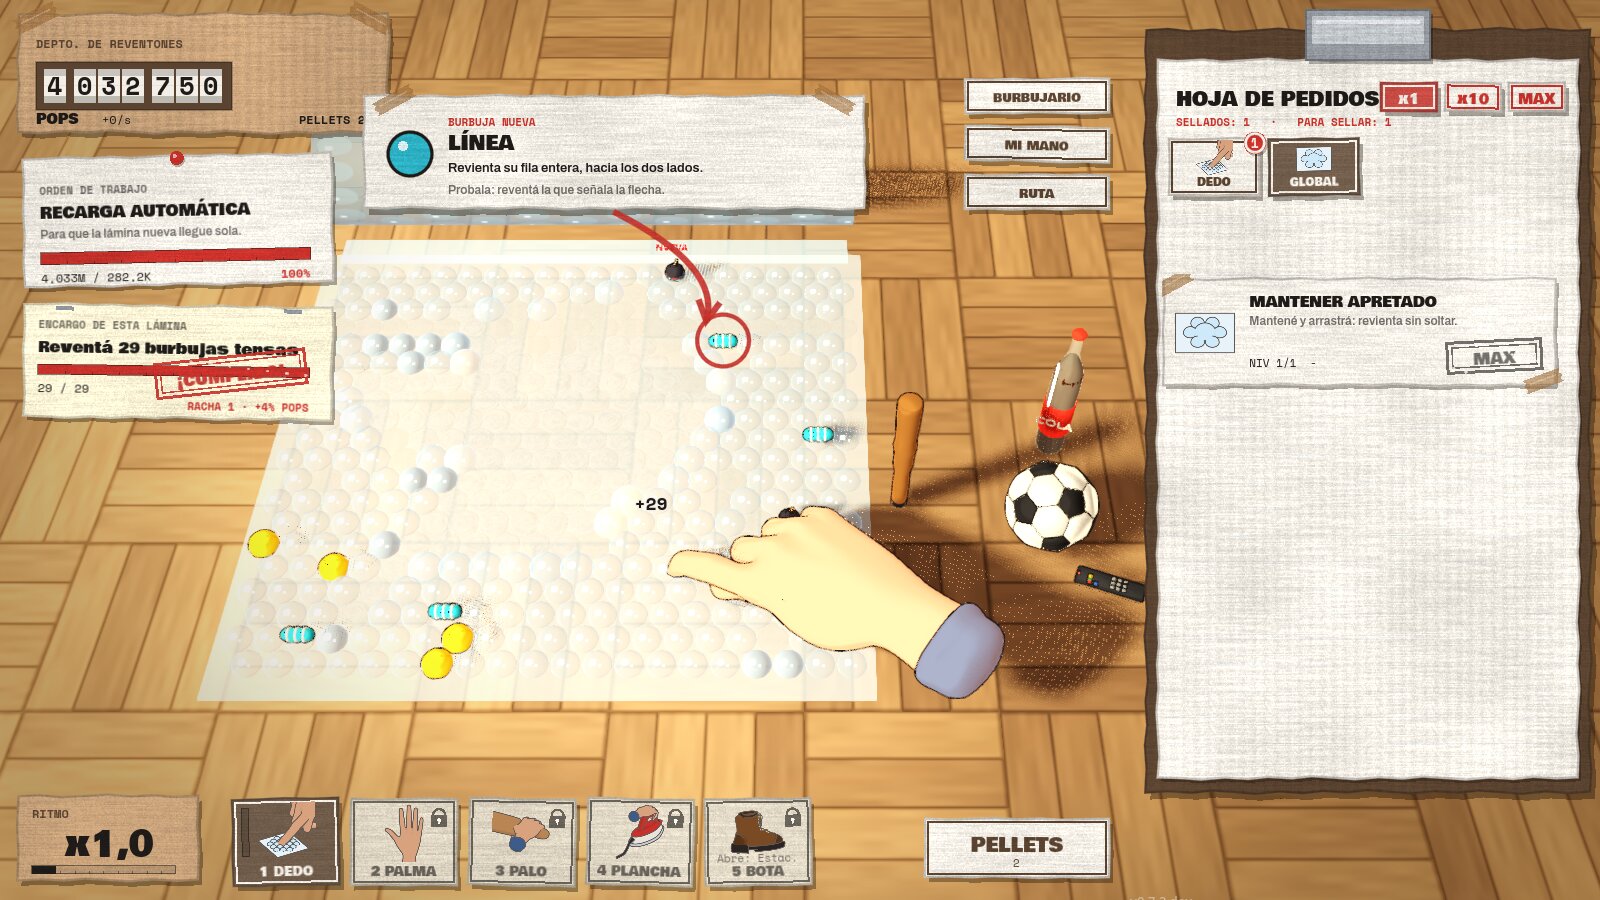 DEPTO. DE REVENTONES
4 032 750
POPS +0/s PELLETS 2
ORDEN DE TRABAJO
RECARGA AUTOMÁTICA
Para que la lámina nueva llegue sola.
4.033M / 282.2K 100%
ENCARGO DE ESTA LÁMINA
Reventá 29 burbujas tensas
29 / 29
RACHA 1 · +4% POPS
BURBUJA NUEVA
LÍNEA
Revienta su fila entera, hacia los dos lados.
Probala: reventá la que señala la flecha.
+29
COLA
BURBUJARIO
MI MANO
RUTA
HOJA DE PEDIDOS x1 x10 MAX
SELLADOS: 1 · PARA SELLAR: 1
1
DEDO GLOBAL
MANTENER APRETADO
Mantené y arrastrá: revienta sin soltar.
NIV 1/1 -
MAX
RITMO
x1,0
1 DEDO
2 PALMA
3 PALO
4 PLANCHA
Abre: Estac.
5 BOTA
PELLETS
2